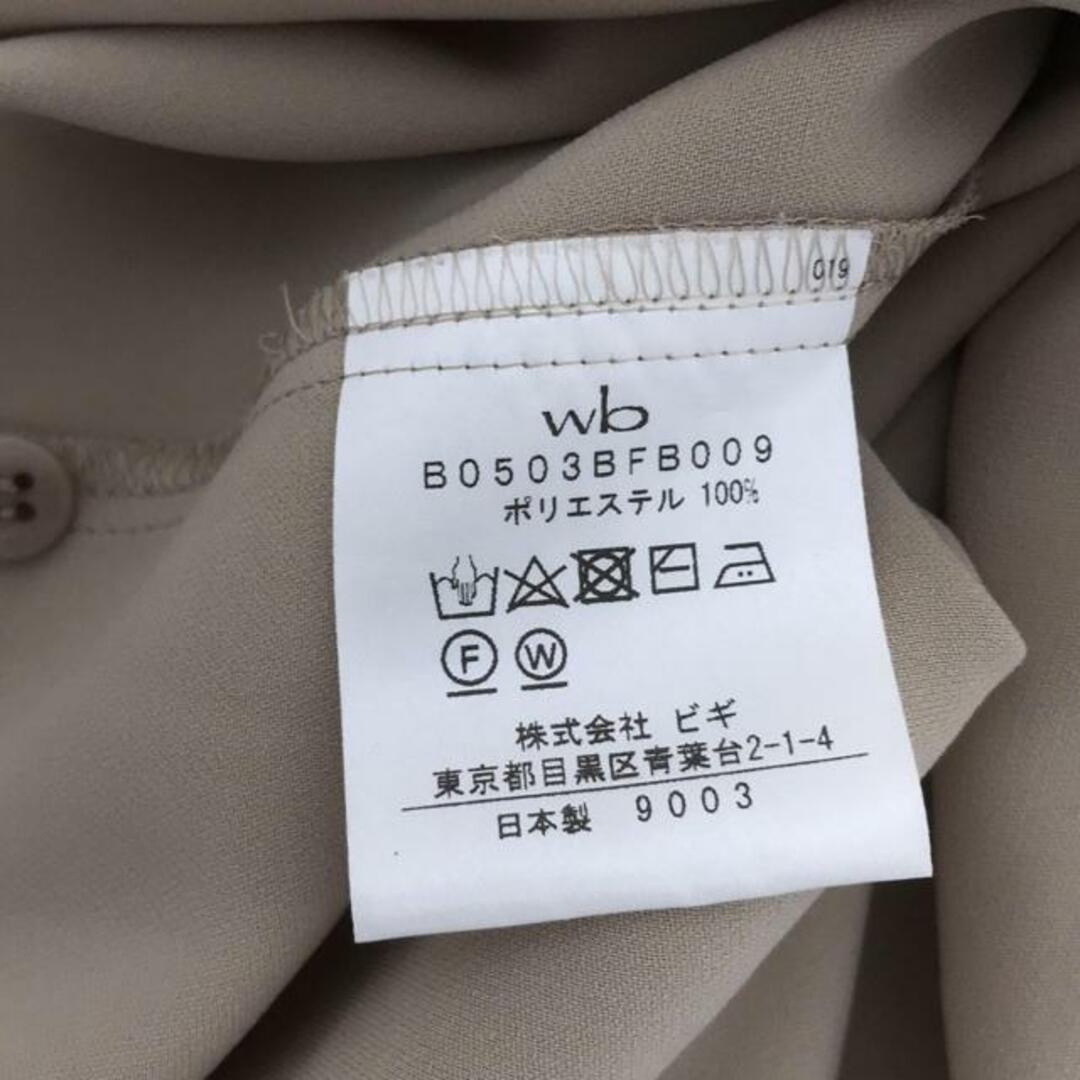 019
wb
B0503BFB009
ポリエステル 100%
F W
株式会社 ビギ
東京都目黒区青葉台2-1-4
日本製 9003